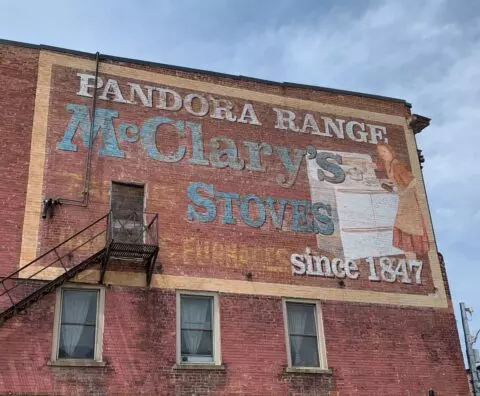 PANDORA RANGE
McClary's
STOVES
FURNACES
since 1847